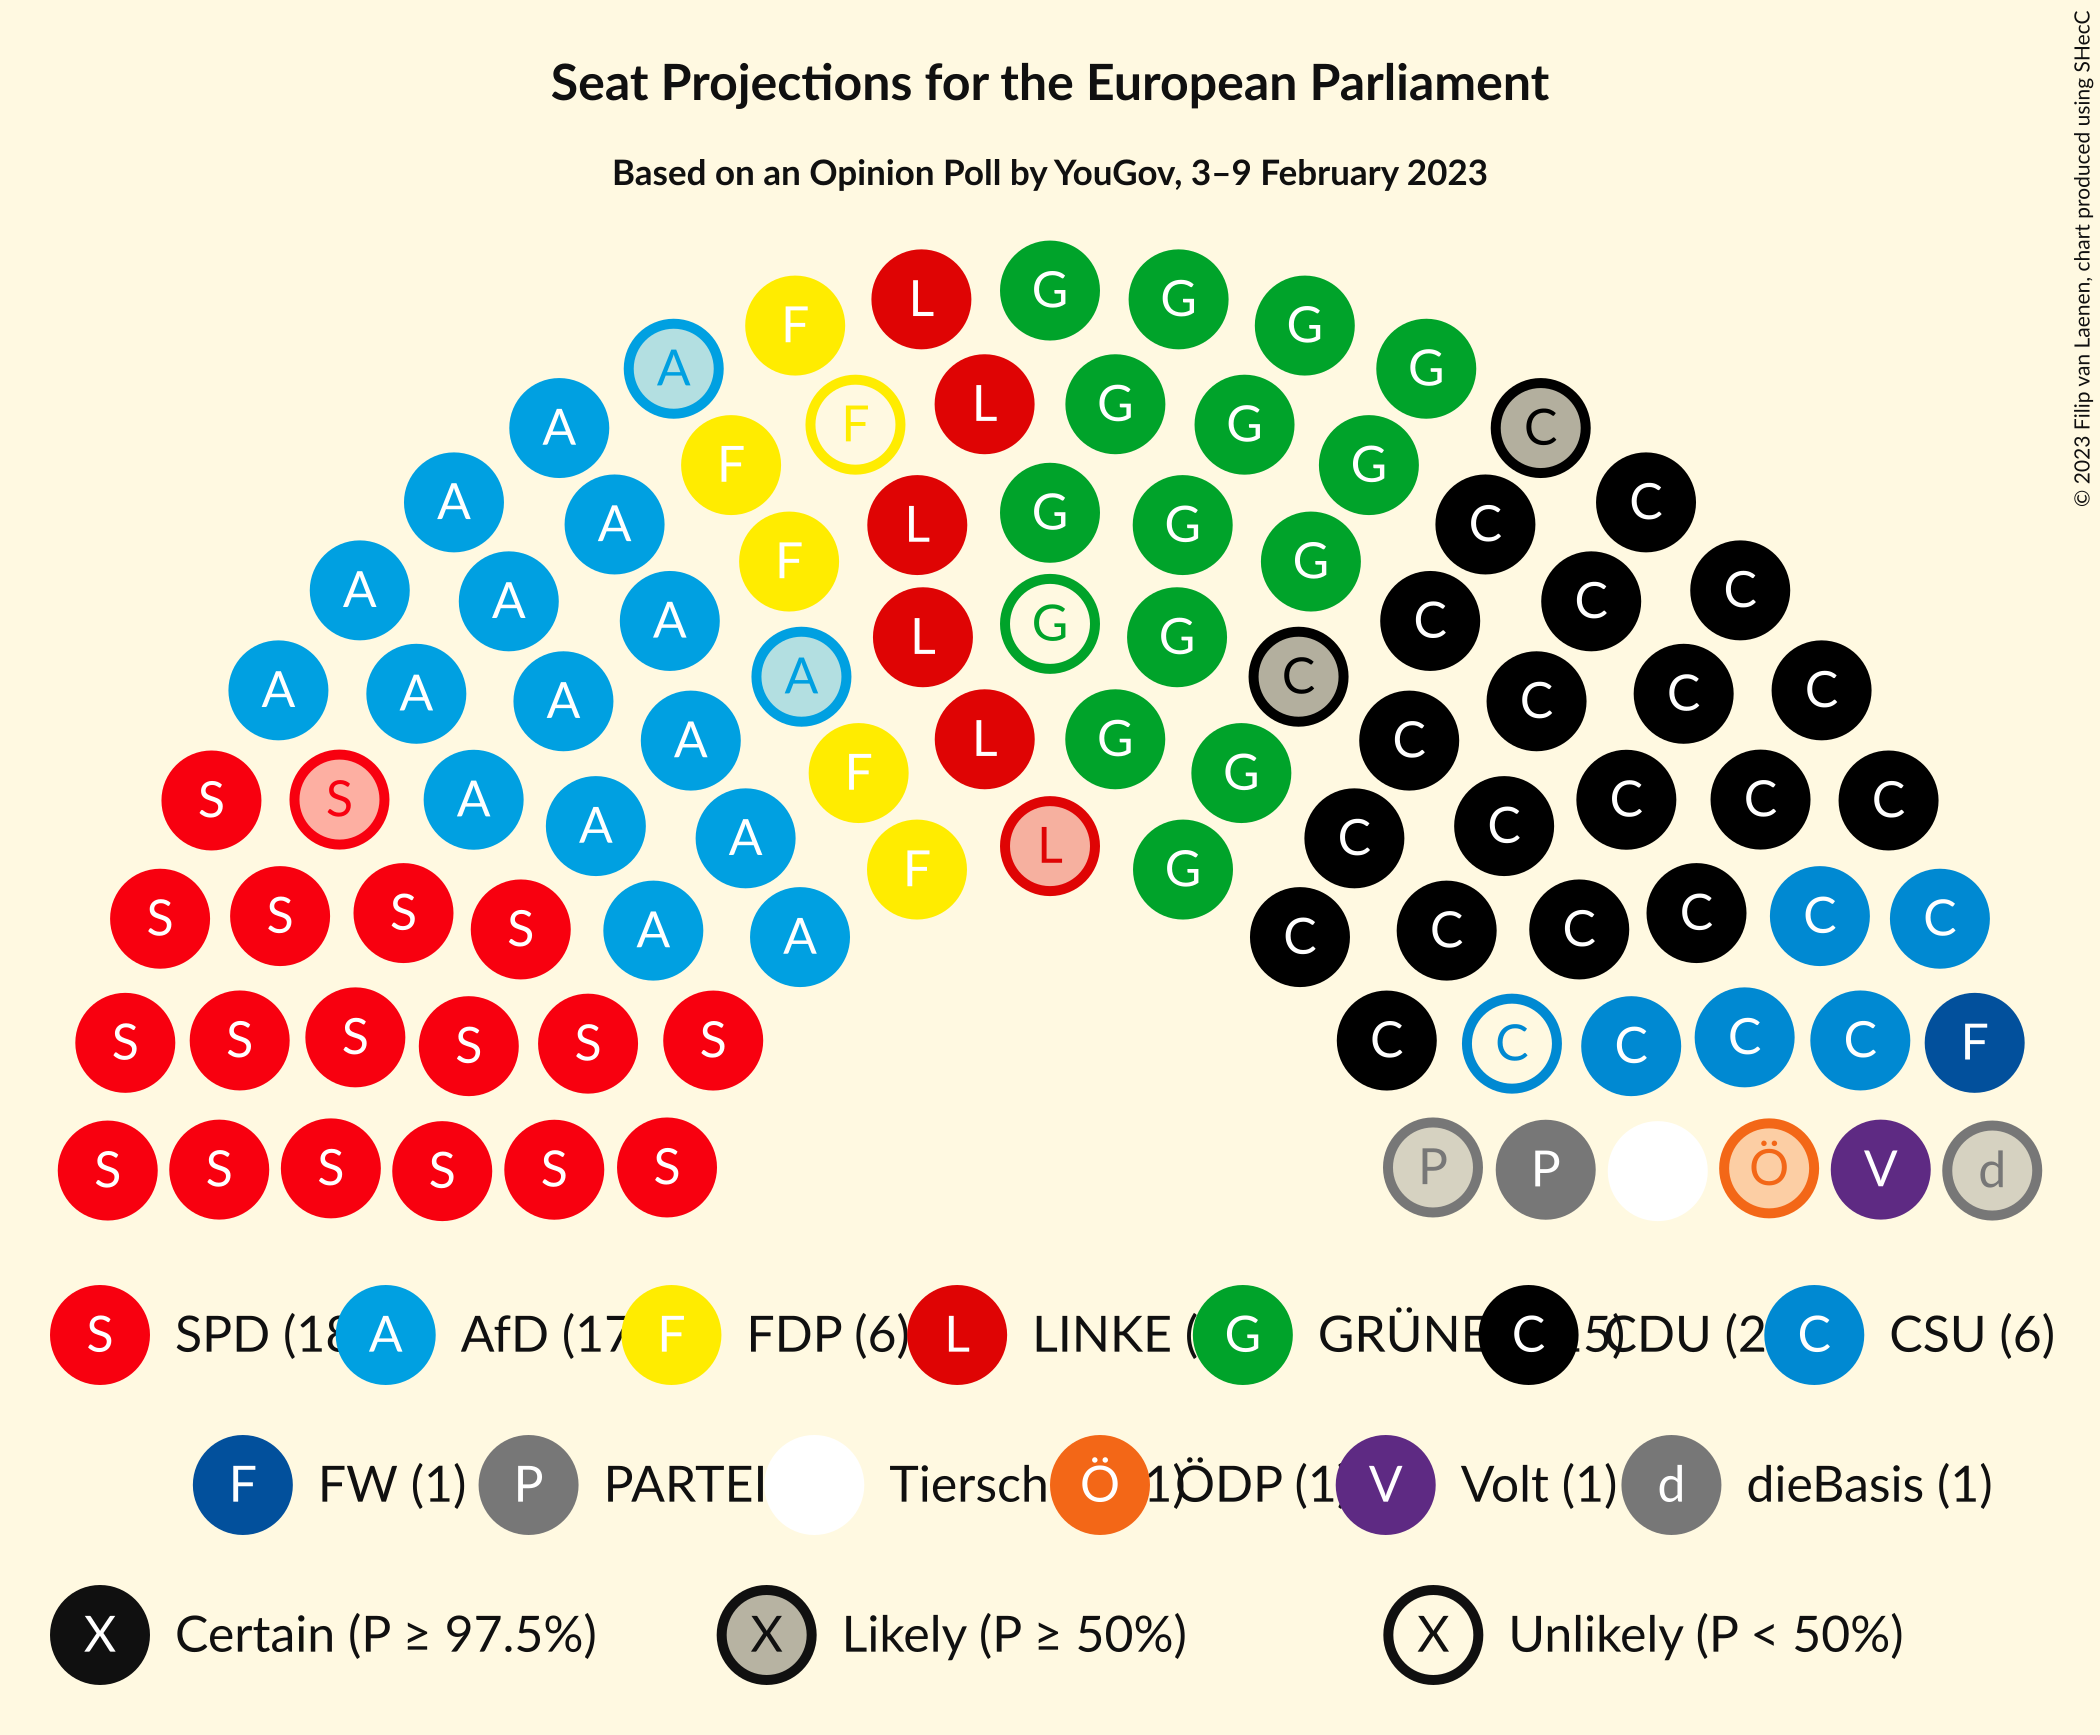 Seat Projections for the European Parliament
Based on an Opinion Poll by YouGov, 3–9 February 2023
© 2023 Filip van Laenen, chart produced using SHecC
L G G
F G
A G
L G
A F G C
F G
A G C
A L G C
F G
A A C C
A L G G C
A A A A C C C C
A L G C
F G
S S A C C C
A A L C C
F G
S S S S A A C C C C C C
S S S S S S C C C C C F
S S S S S S P P Ö V d
S SPD (18 A AfD (17 F FDP (6) L LINKE ( G GRÜNE C 5) CDU (2 C CSU (6)
F FW (1) P PARTEI Tiersch Ö 1) ÖDP (1 V Volt (1) d dieBasis (1)
X Certain (P ≥ 97.5%) X Likely (P ≥ 50%) X Unlikely (P < 50%)